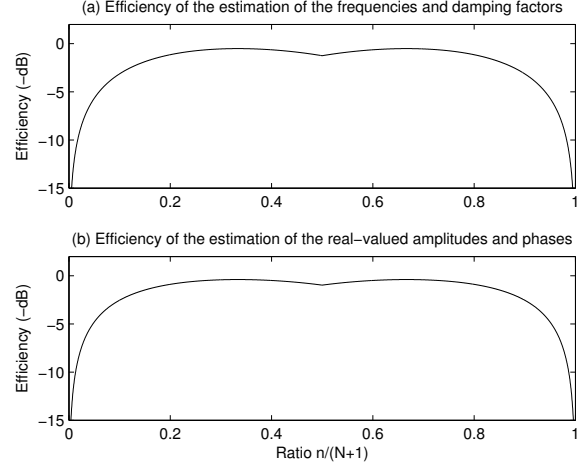 (a) Efficiency of the estimation of the frequencies and damping factors
Efficiency (−dB)
0
−5
−10
−15
0 0.2 0.4 0.6 0.8 1
(b) Efficiency of the estimation of the real−valued amplitudes and phases
Efficiency (−dB)
0
−5
−10
−15
0 0.2 0.4 0.6 0.8 1
Ratio n/(N+1)